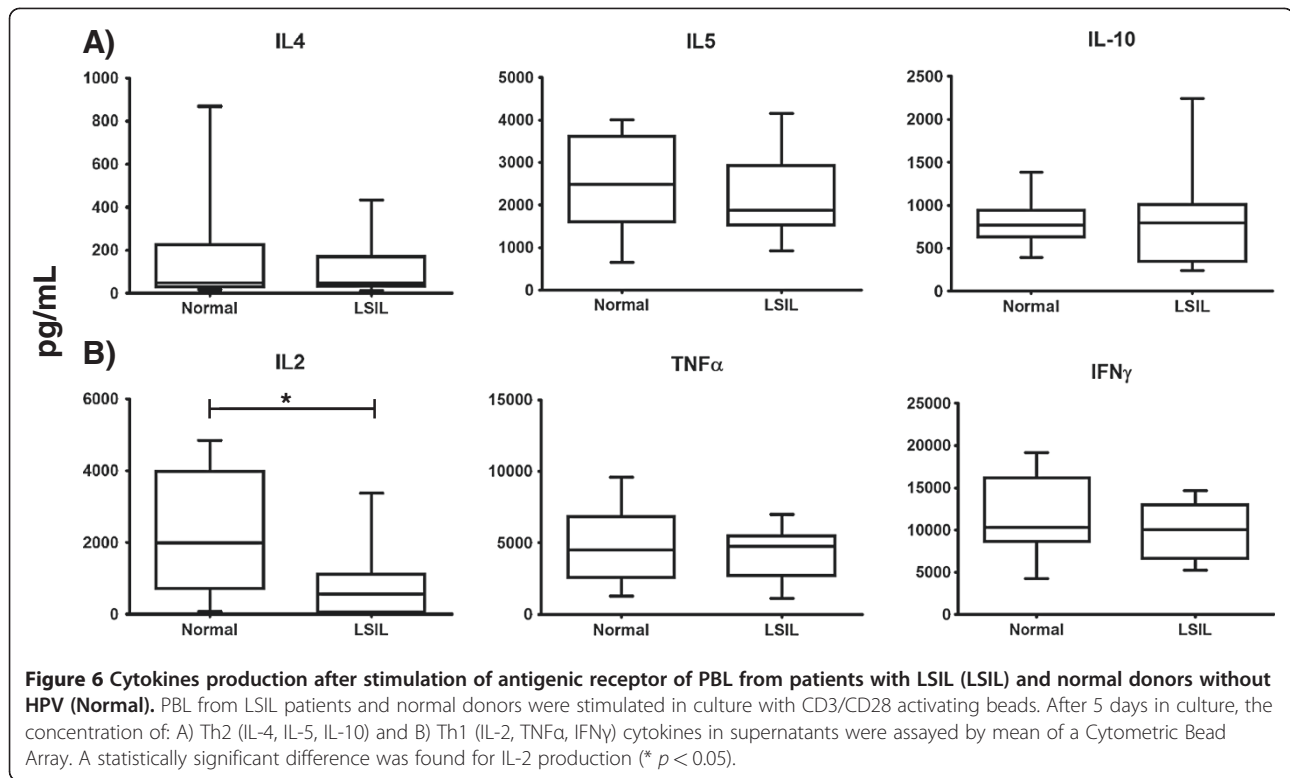 A)
IL4
IL5
IL-10
1000
800
600
400
200
0
Normal
LSIL
5000
4000
3000
2000
1000
0
Normal
LSIL
2500
2000
1500
1000
500
0
Normal
LSIL
pg/mL
B)
IL2
TNFα
IFNγ
6000
4000
2000
0
*
Normal
LSIL
15000
10000
5000
0
Normal
LSIL
25000
20000
15000
10000
5000
0
Normal
LSIL
Figure 6 Cytokines production after stimulation of antigenic receptor of PBL from patients with LSIL (LSIL) and normal donors without
HPV (Normal). PBL from LSIL patients and normal donors were stimulated in culture with CD3/CD28 activating beads. After 5 days in culture, the
concentration of: A) Th2 (IL-4, IL-5, IL-10) and B) Th1 (IL-2, TNFα, IFNγ) cytokines in supernatants were assayed by mean of a Cytometric Bead
Array. A statistically significant difference was found for IL-2 production (* p < 0.05).